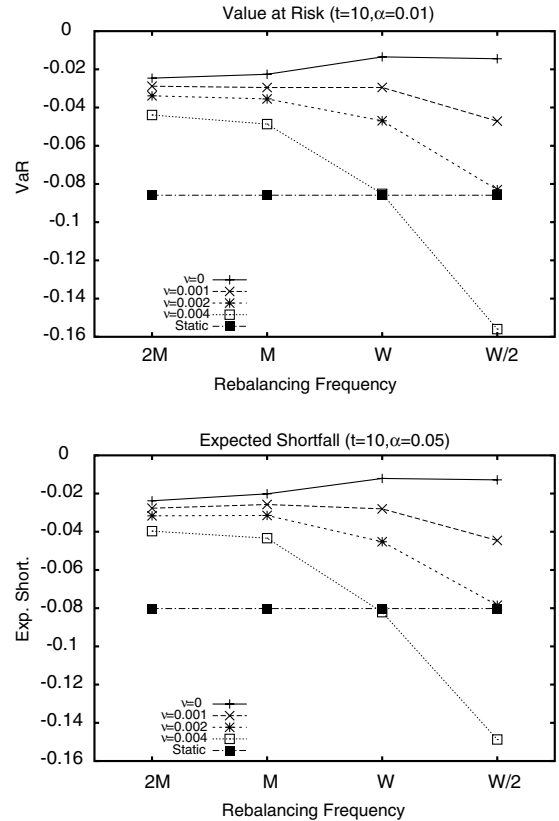 Value at Risk (t=10,α=0.01)
0
-0.02
-0.04
-0.06
-0.08
-0.1
-0.12
-0.14
-0.16
VaR
ν=0
ν=0.001
ν=0.002
ν=0.004
Static
2M M W W/2
Rebalancing Frequency
Expected Shortfall (t=10,α=0.05)
0
-0.02
-0.04
-0.06
-0.08
-0.1
-0.12
-0.14
-0.16
Exp. Short.
ν=0
ν=0.001
ν=0.002
ν=0.004
Static
2M M W W/2
Rebalancing Frequency